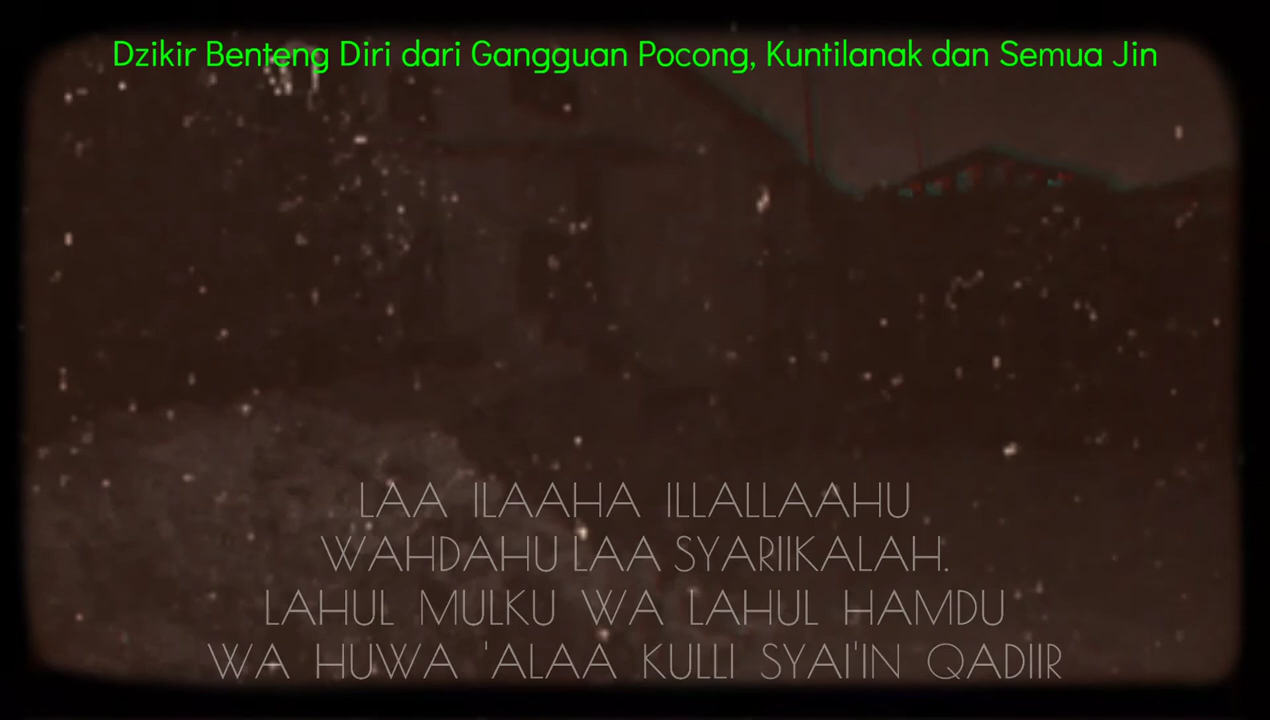 Dzikir Benteng Diri dari Gangguan Pocong, Kuntilanak dan Semua Jin
LAA ILAAHA ILLALLAAHU
WAHDAHU LAA SYARIIKALAH.
LAHUL MULKU WA LAHUL HAMDU
WA HUWA 'ALAA KULLI SYAI'IN QADIIR